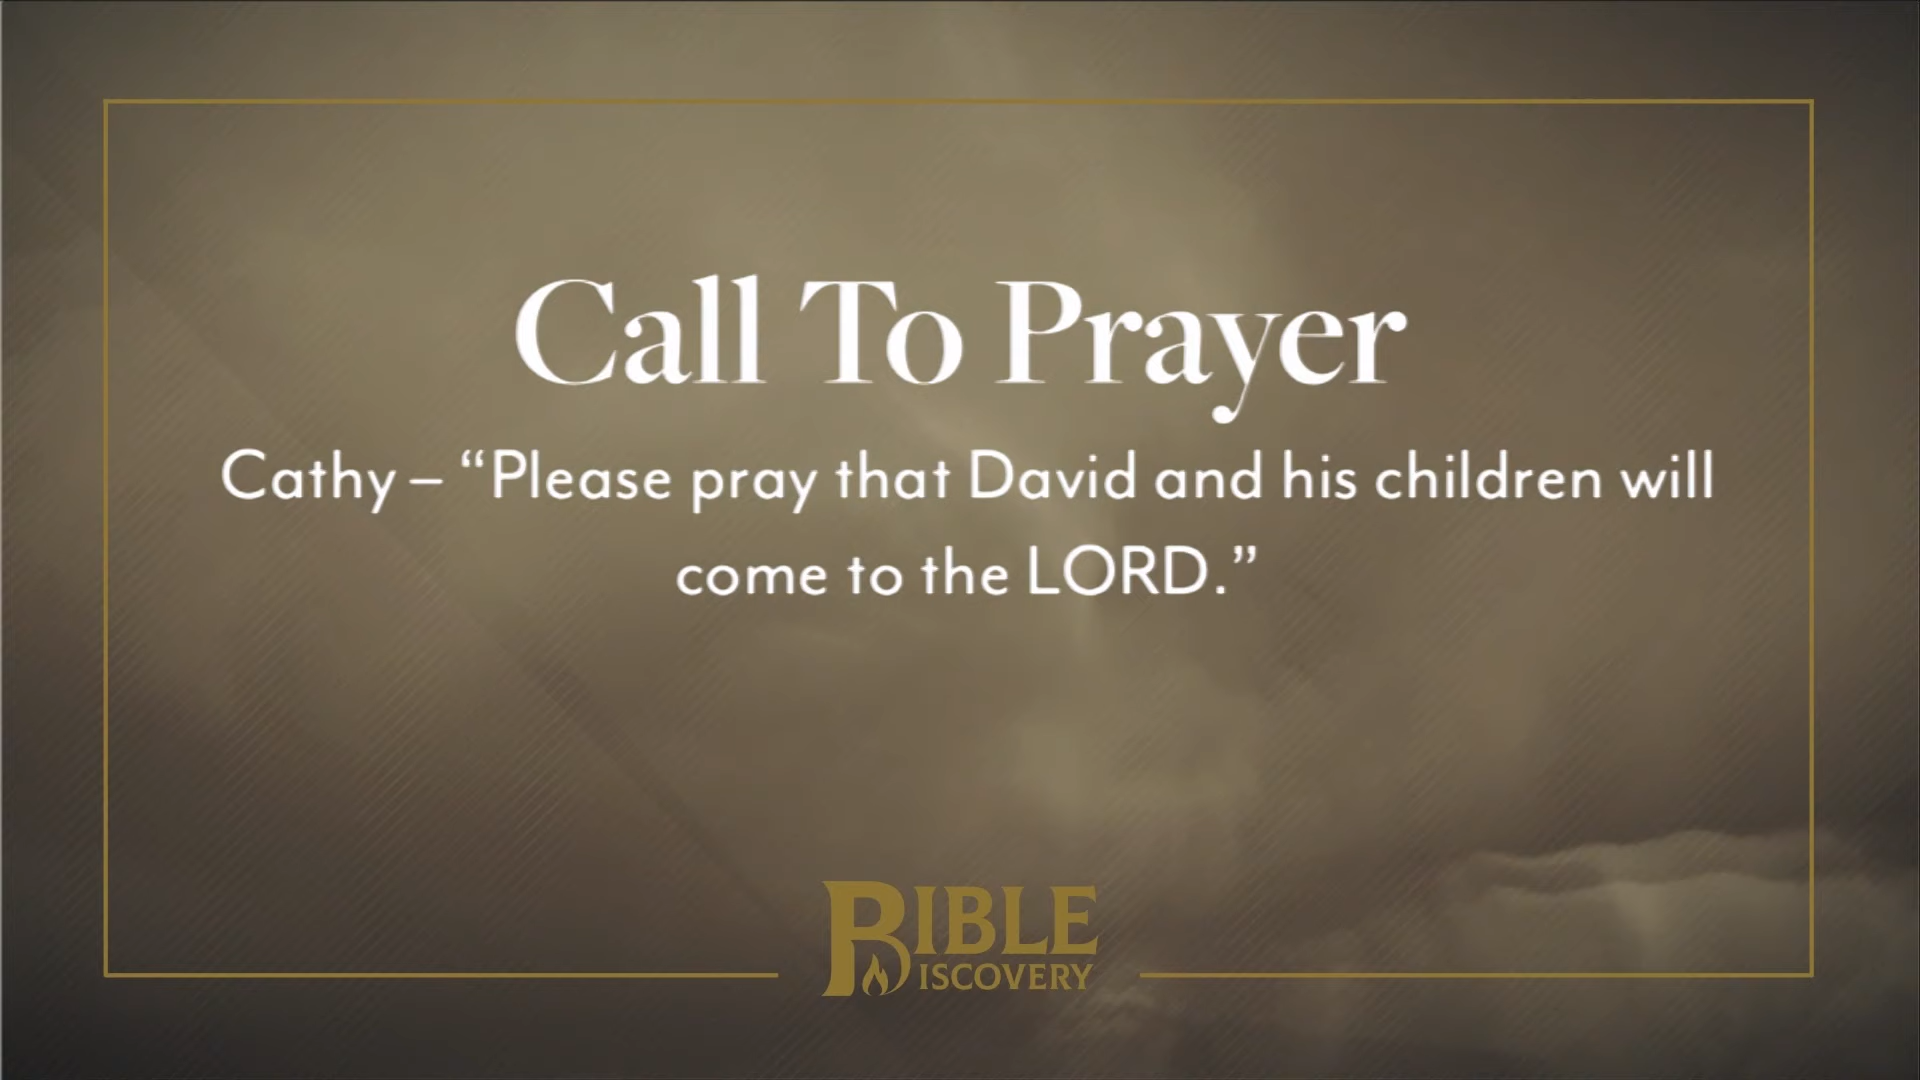 Call To Prayer
Cathy – “Please pray that David and his children will
come to the LORD.”
BIBLE
DISCOVERY